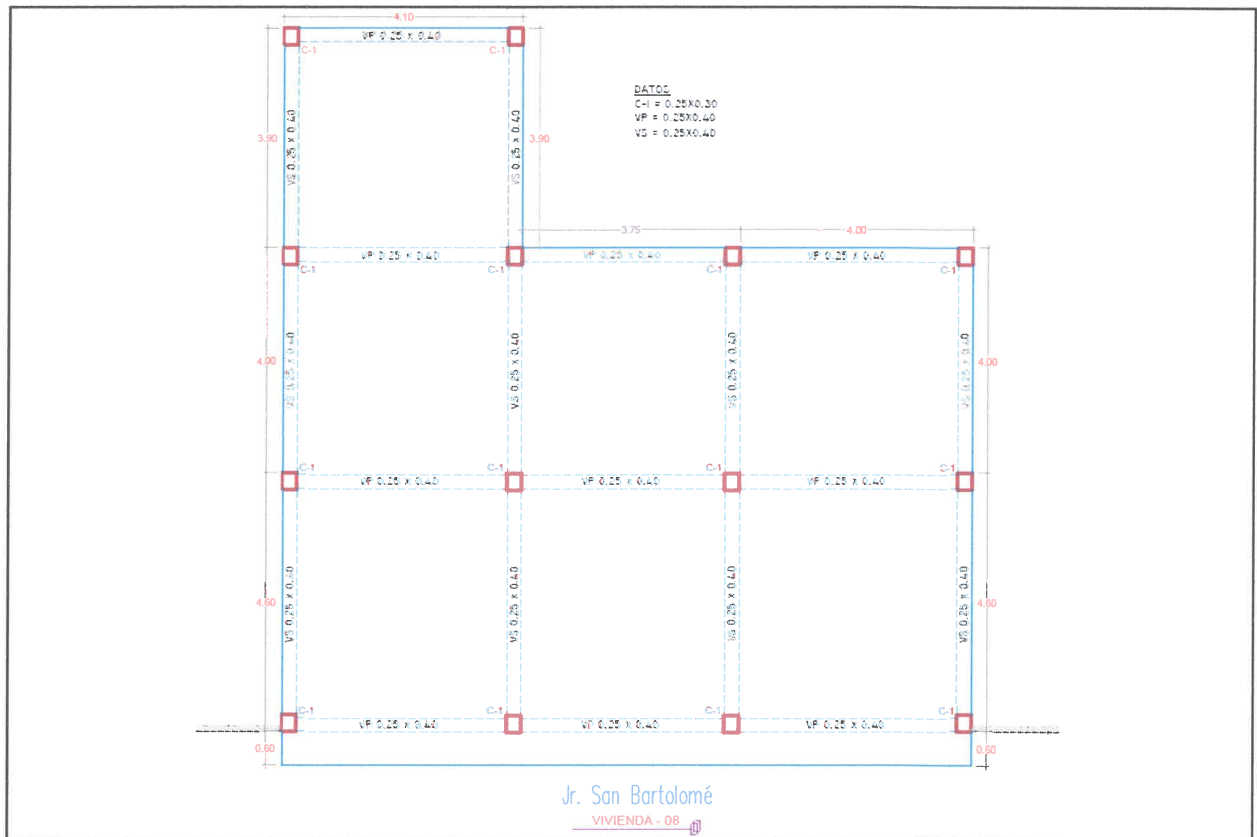 4.10
VP 0.25 x 0.40
C-1 C-1
DATOS
C-1 = 0.25X0.30
VP = 0.25X0.40
VS = 0.25X0.40
3.90 VS 0.25 x 0.40 VS 0.25 x 0.40 3.90
3.75 4.00
VP 0.25 x 0.40 VP 0.25 x 0.40 VP 0.25 x 0.40
C-1 C-1 C-1 C-1
4.00 VS 0.25 x 0.40 VS 0.25 x 0.40 VS 0.25 x 0.40 VS 0.25 x 0.40 4.00
C-1 C-1 C-1 C-1
VP 0.25 x 0.40 VP 0.25 x 0.40 VP 0.25 x 0.40
4.60 VS 0.25 x 0.40 VS 0.25 x 0.40 VS 0.25 x 0.40 VS 0.25 x 0.40 4.60
C-1 C-1 C-1 C-1
VP 0.25 x 0.40 VP 0.25 x 0.40 VP 0.25 x 0.40
0.60 0.60
Jr. San Bartolomé
VIVIENDA - 08